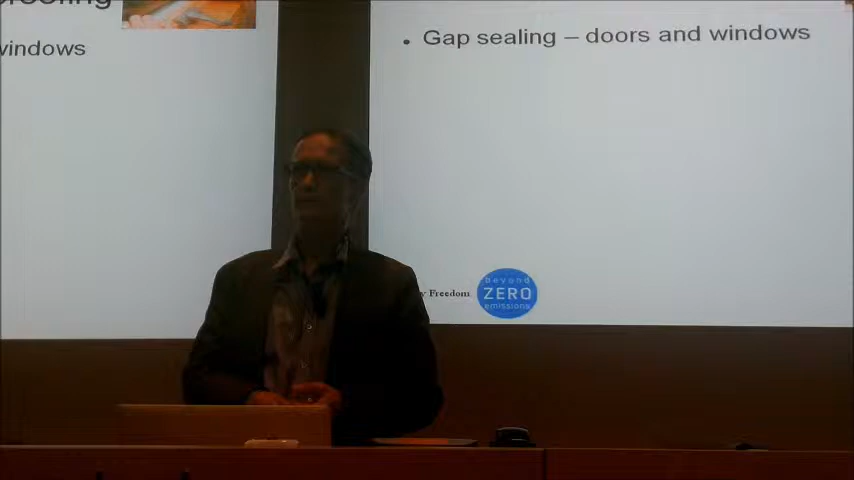 windows
• Gap sealing – doors and windows
Freedom
beyond
ZERO
emissions